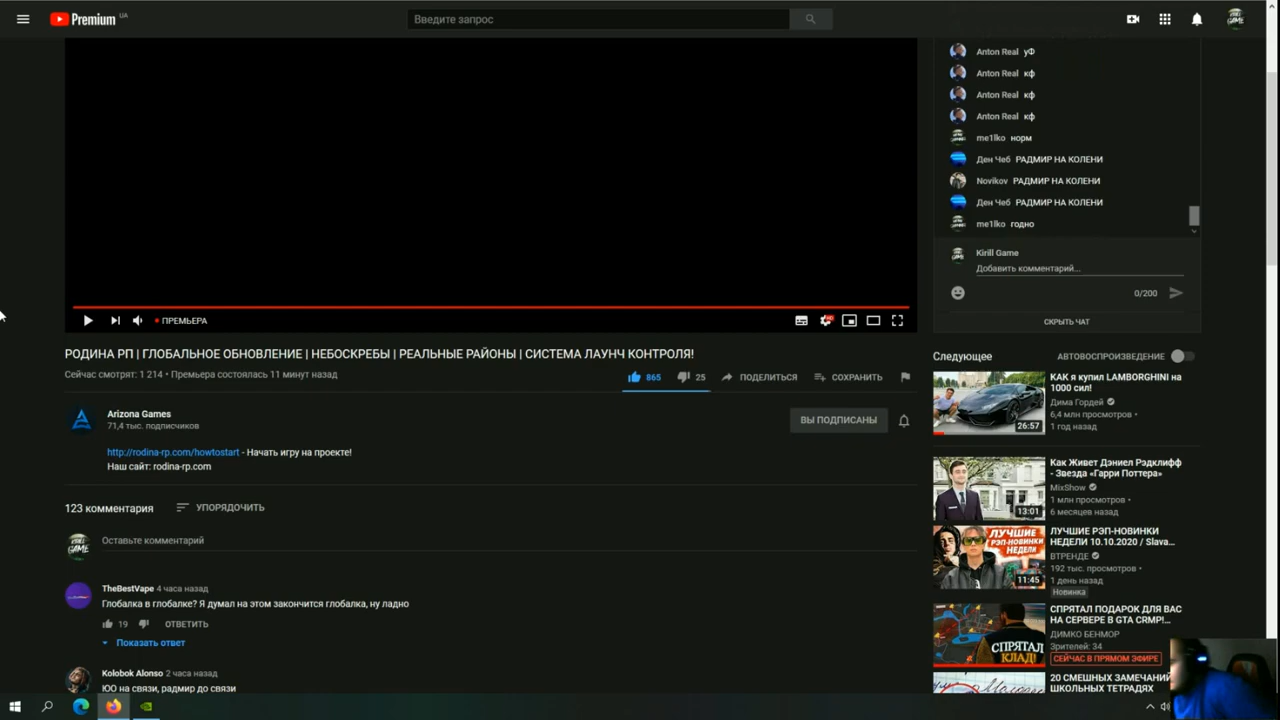 Premium UA
Введите запрос
Anton Real уф
Anton Real кф
Anton Real кф
Anton Real кф
me1lko норм
Ден Чеб РАДМИР НА КОЛЕНИ
Novikov РАДМИР НА КОЛЕНИ
Ден Чеб РАДМИР НА КОЛЕНИ
me1lko годно
Kirill Game
Добавить комментарий...
0/200
СКРЫТЬ ЧАТ
ПРЕМЬЕРА
РОДИНА РП | ГЛОБАЛЬНОЕ ОБНОВЛЕНИЕ | НЕБОСКРЕБЫ | РЕАЛЬНЫЕ РАЙОНЫ | СИСТЕМА ЛАУНЧ КОНТРОЛЯ!
Сейчас смотрят: 1 214 • Премьера состоялась 11 минут назад
865 25 ПОДЕЛИТЬСЯ СОХРАНИТЬ
Arizona Games
71,4 тыс. подписчиков
ВЫ ПОДПИСАНЫ
http://rodina-rp.com/howtostart - Начать игру на проекте!
Наш сайт: rodina-rp.com
123 комментария УПОРЯДОЧИТЬ
Оставьте комментарий
TheBestVape 4 часа назад
Глобалка в глобалке? Я думал на этом закончится глобалка, ну ладно
19 ОТВЕТИТЬ
Показать ответ
Kolobok Alonso 2 часа назад
ЮО на связи, радмир до связи
Следующее АВТОВОСПРОИЗВЕДЕНИЕ
КАК я купил LAMBORGHINI на
1000 сил!
Дима Гордей
6,4 млн просмотров •
1 год назад
26:57
Как Живет Дэниел Рэдклифф
- Звезда «Гарри Поттера»
MixShow
1 млн просмотров •
6 месяцев назад
13:01
ЛУЧШИЕ РЭП-НОВИНКИ
НЕДЕЛИ 10.10.2020 / Slava...
ВТРЕНДЕ
192 тыс. просмотров •
1 день назад
Новинка
ЛУЧШИЕ
РЭП-НОВИНКИ
НЕДЕЛИ
11:45
СПРЯТАЛ ПОДАРОК ДЛЯ ВАС
НА СЕРВЕРЕ В GTA CRMP!...
ДИМКО БЕНМОР
Зрителей: 34
СЕЙЧАС В ПРЯМОМ ЭФИРЕ
СПРЯТАЛ
КЛАД!
20 СМЕШНЫХ ЗАМЕЧАНИЙ
ШКОЛЬНЫХ ТЕТРАДЯХ